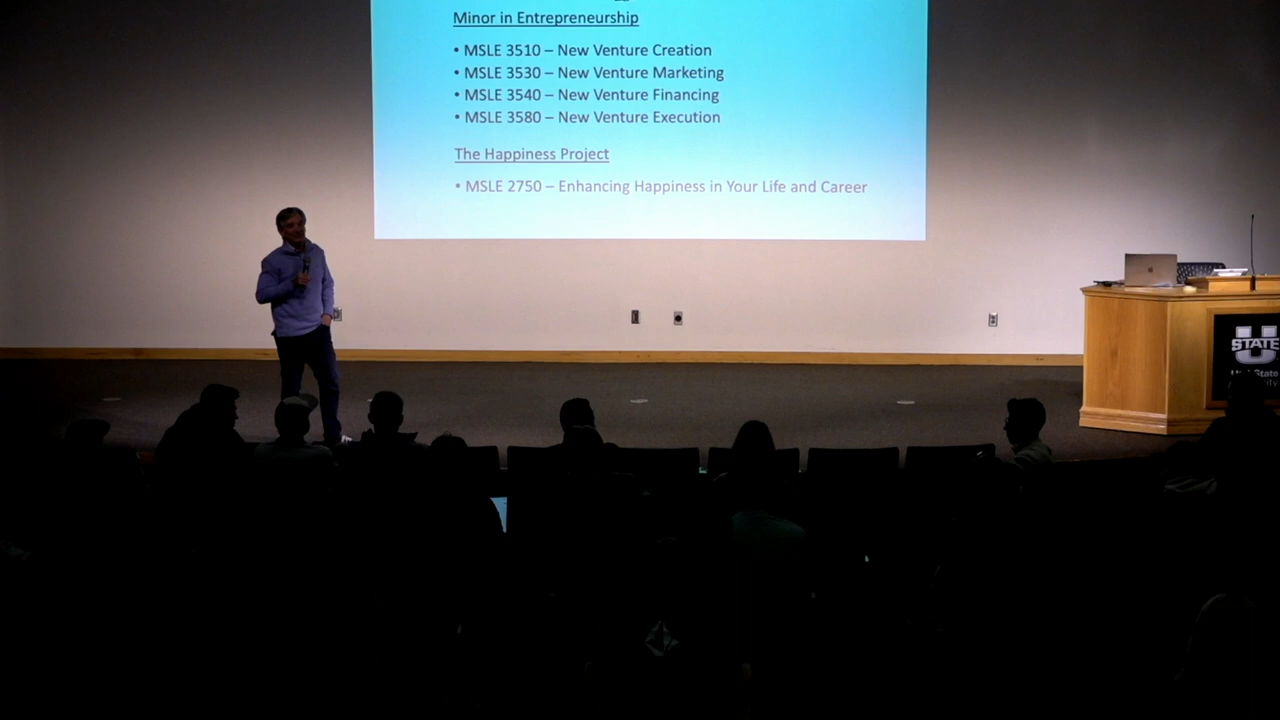 Minor in Entrepreneurship
• MSLE 3510 – New Venture Creation
• MSLE 3530 – New Venture Marketing
• MSLE 3540 – New Venture Financing
• MSLE 3580 – New Venture Execution
The Happiness Project
• MSLE 2750 – Enhancing Happiness in Your Life and Career
STATE